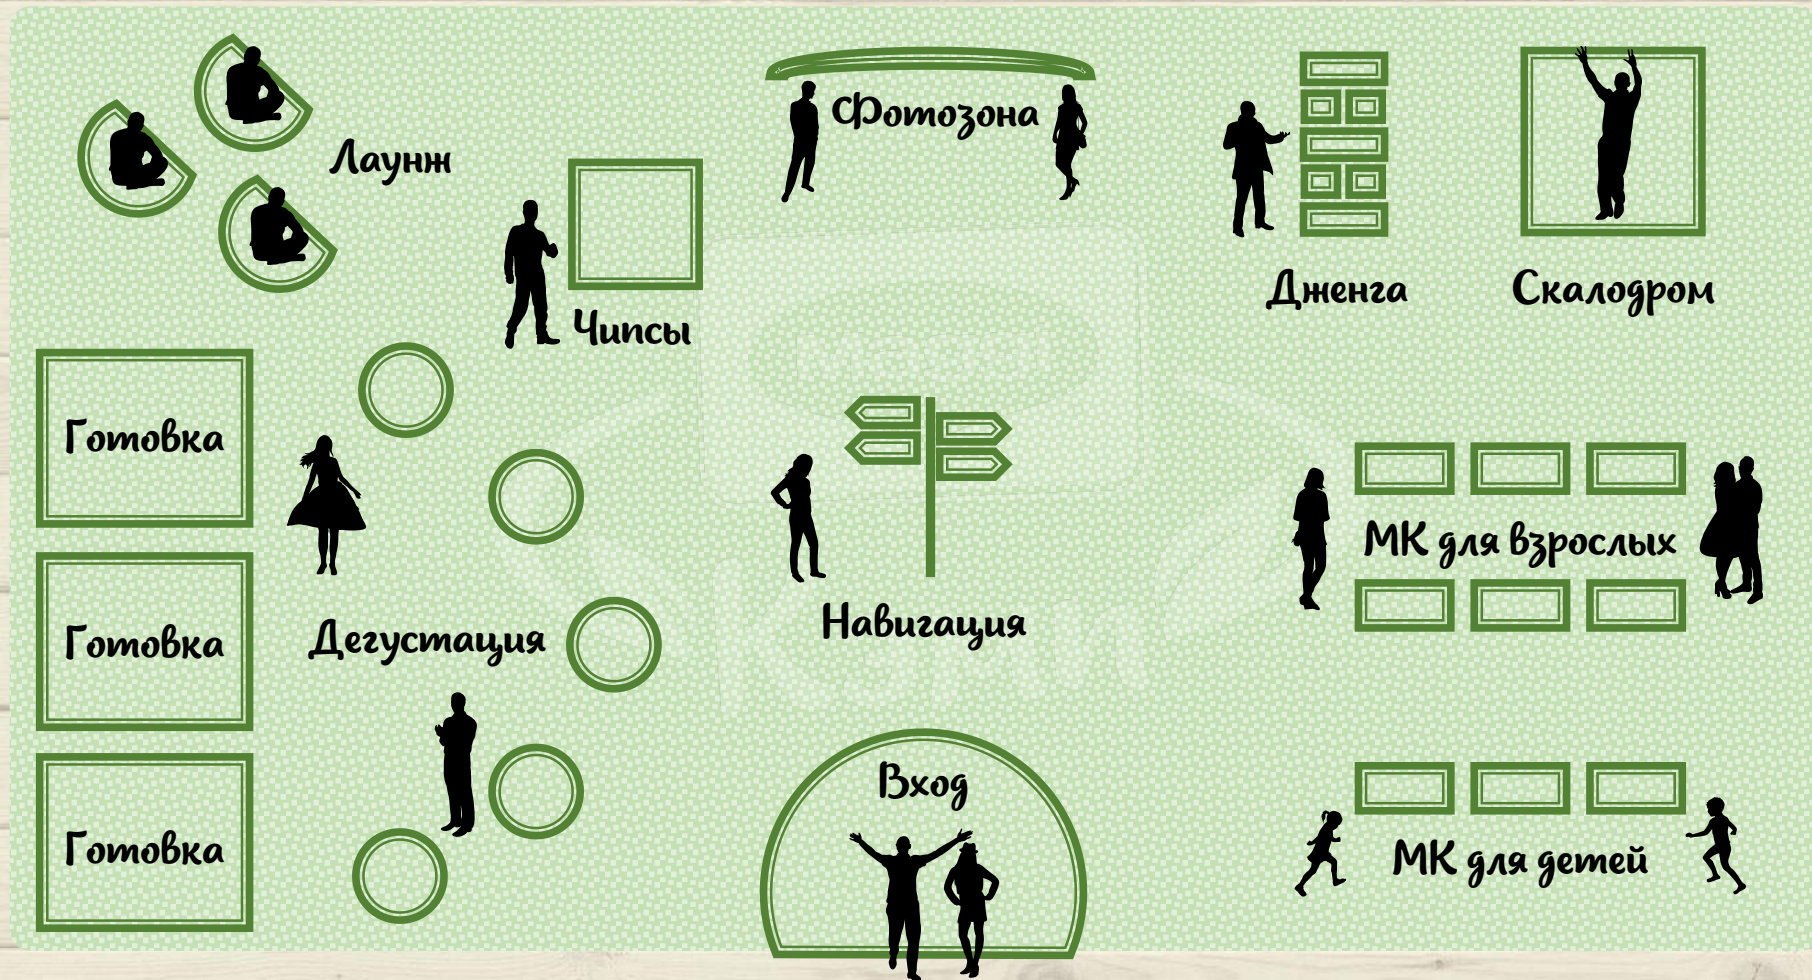 Лаунж
Фотозона
Чипсы
Дженга
Скалодром
Готовка
Готовка
Готовка
Дегустация
Навигация
МК для взрослых
Вход
МК для детей